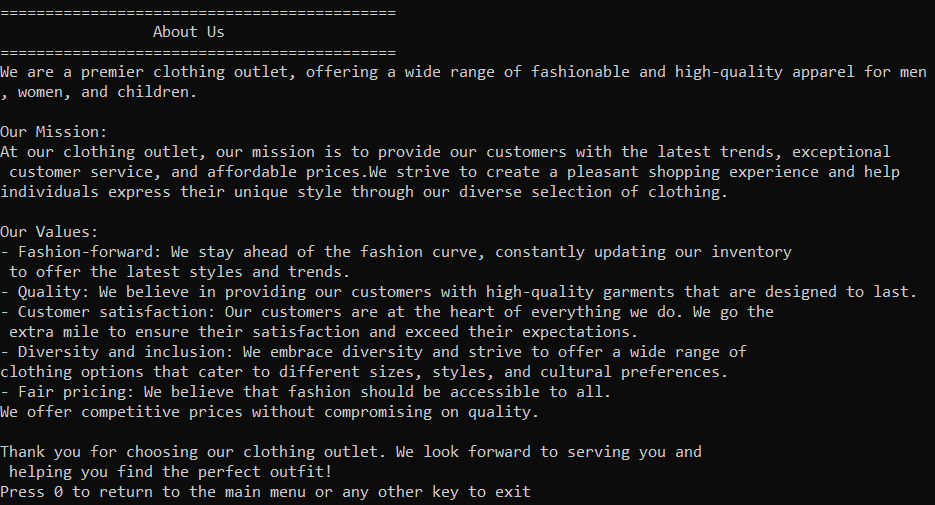 ============================================
About Us
============================================
We are a premier clothing outlet, offering a wide range of fashionable and high-quality apparel for men
, women, and children.

Our Mission:
At our clothing outlet, our mission is to provide our customers with the latest trends, exceptional
 customer service, and affordable prices.We strive to create a pleasant shopping experience and help
individuals express their unique style through our diverse selection of clothing.

Our Values:
- Fashion-forward: We stay ahead of the fashion curve, constantly updating our inventory
 to offer the latest styles and trends.
- Quality: We believe in providing our customers with high-quality garments that are designed to last.
- Customer satisfaction: Our customers are at the heart of everything we do. We go the
 extra mile to ensure their satisfaction and exceed their expectations.
- Diversity and inclusion: We embrace diversity and strive to offer a wide range of
clothing options that cater to different sizes, styles, and cultural preferences.
- Fair pricing: We believe that fashion should be accessible to all.
We offer competitive prices without compromising on quality.

Thank you for choosing our clothing outlet. We look forward to serving you and
 helping you find the perfect outfit!
Press 0 to return to the main menu or any other key to exit